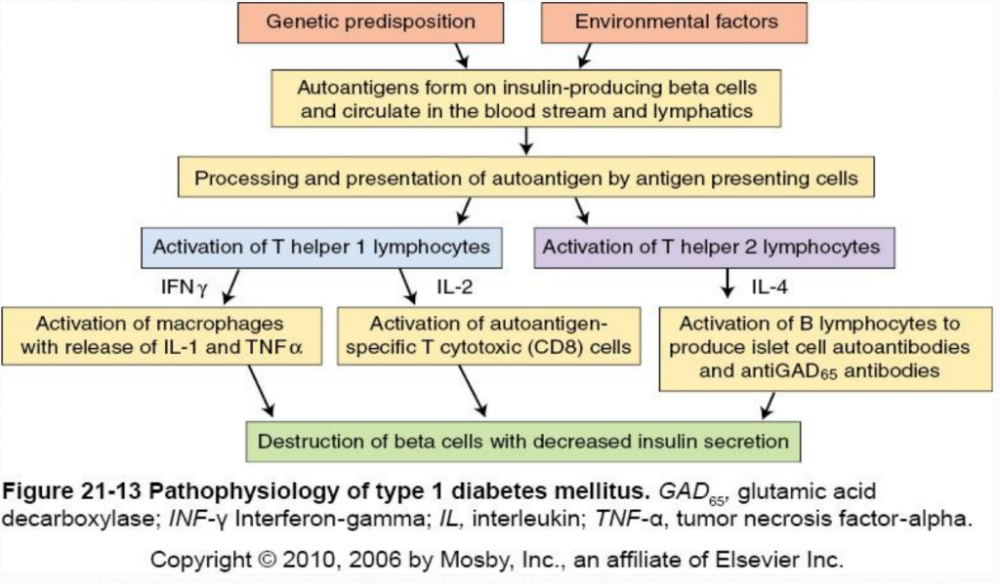 Genetic predisposition
Environmental factors
Autoantigens form on insulin-producing beta cells
and circulate in the blood stream and lymphatics
Processing and presentation of autoantigen by antigen presenting cells
Activation of T helper 1 lymphocytes
Activation of T helper 2 lymphocytes
IFNγ
IL-2
IL-4
Activation of macrophages
with release of IL-1 and TNFα
Activation of autoantigen-
specific T cytotoxic (CD8) cells
Activation of B lymphocytes to
produce islet cell autoantibodies
and antiGAD65 antibodies
Destruction of beta cells with decreased insulin secretion
Figure 21-13 Pathophysiology of type 1 diabetes mellitus. GAD65, glutamic acid
decarboxylase; INF-γ Interferon-gamma; IL, interleukin; TNF-α, tumor necrosis factor-alpha.
Copyright © 2010, 2006 by Mosby, Inc., an affiliate of Elsevier Inc.